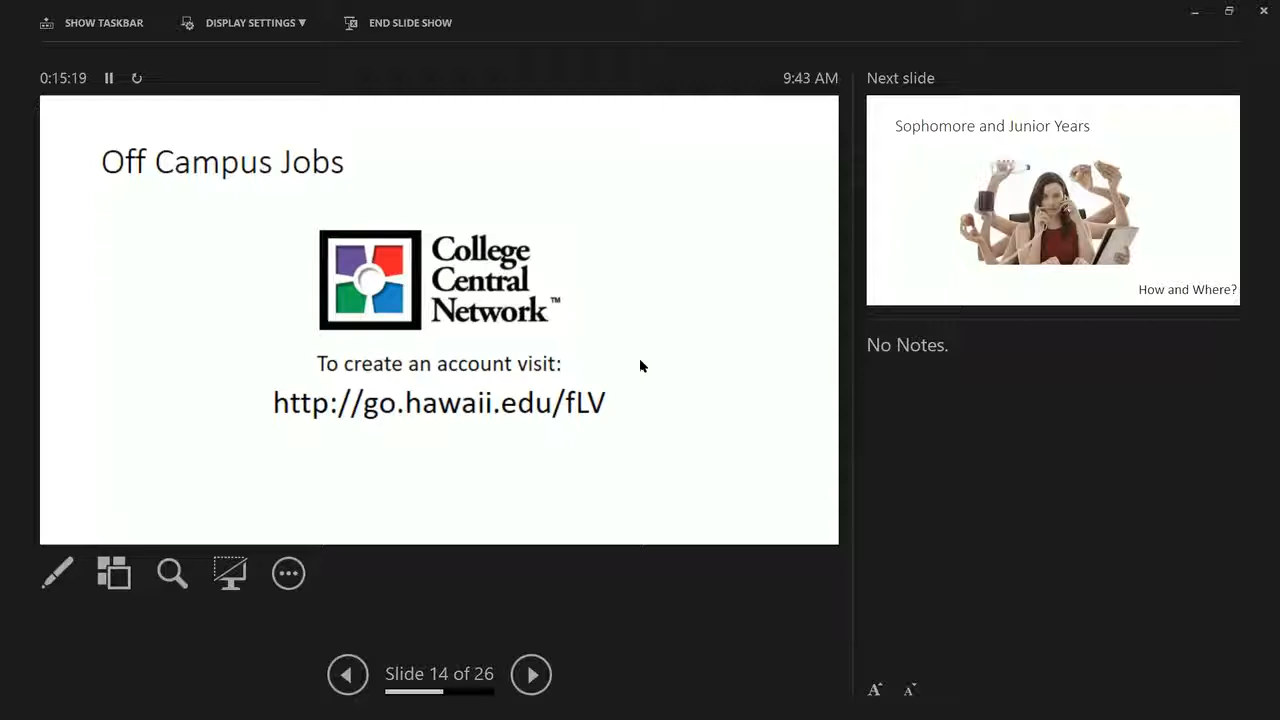 SHOW TASKBAR
DISPLAY SETTINGS ▼
END SLIDE SHOW
0:15:19
9:43 AM
Off Campus Jobs
College
Central
Network™
To create an account visit:
http://go.hawaii.edu/fLV
Next slide
Sophomore and Junior Years
How and Where?
No Notes.
Slide 14 of 26
A A